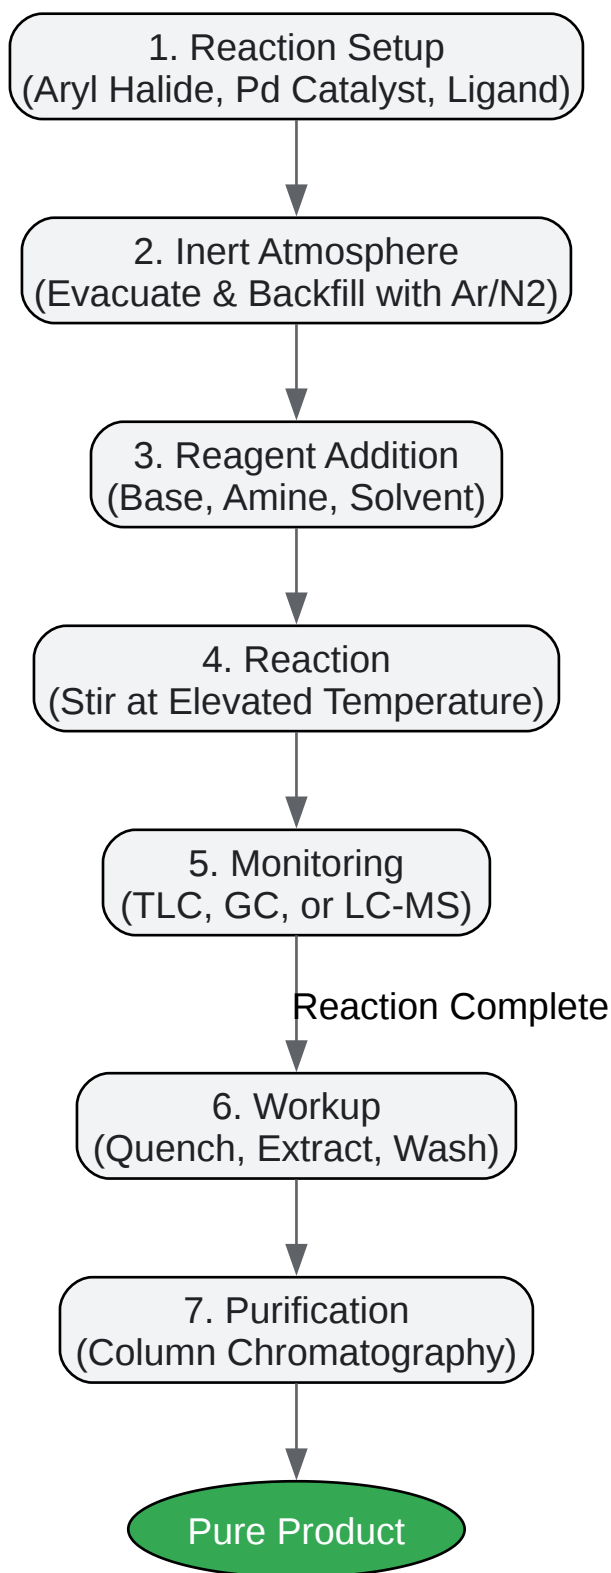 1. Reaction Setup
(Aryl Halide, Pd Catalyst, Ligand)
2. Inert Atmosphere
(Evacuate & Backfill with Ar/N2)
3. Reagent Addition
(Base, Amine, Solvent)
4. Reaction
(Stir at Elevated Temperature)
5. Monitoring
(TLC, GC, or LC-MS)
Reaction Complete
6. Workup
(Quench, Extract, Wash)
7. Purification
(Column Chromatography)
Pure Product